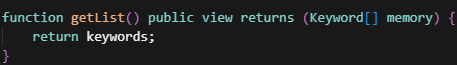 function getList() public view returns (Keyword[] memory) {
    return keywords;
}